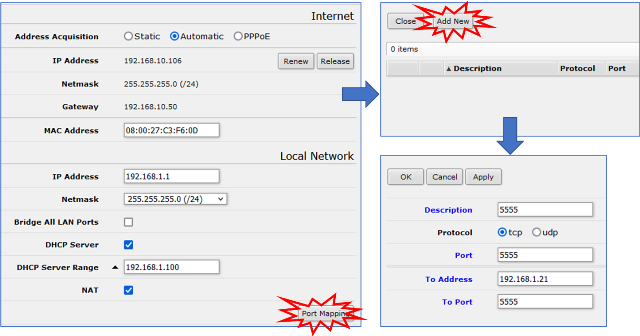 Internet
Address Acquisition Static Automatic PPPoE
IP Address 192.168.10.106 Renew Release
Netmask 255.255.255.0 (/24)
Gateway 192.168.10.50
MAC Address 08:00:27:C3:F6:0D
Local Network
IP Address 192.168.1.1
Netmask 255.255.255.0 (/24)
Bridge All LAN Ports
DHCP Server
DHCP Server Range 192.168.1.100
NAT
Port Mapping
Close Add New
0 items
Description Protocol Port
OK Cancel Apply
Description 5555
Protocol tcp udp
Port 5555
To Address 192.168.1.21
To Port 5555